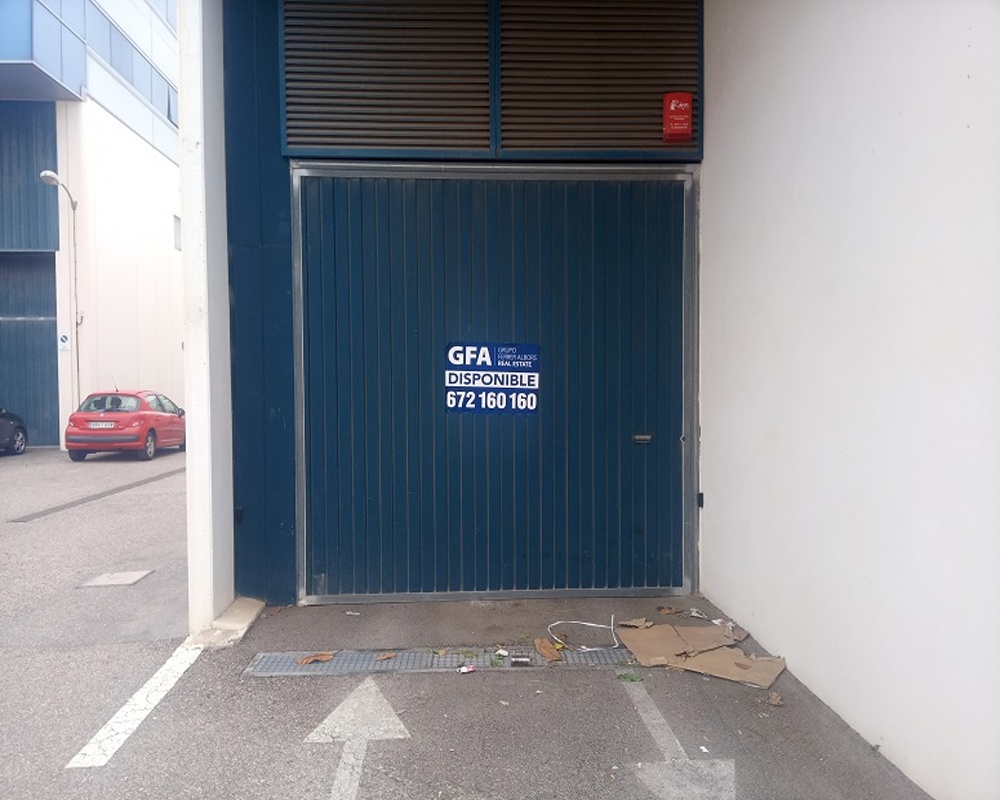 GFA
GRUPO
FERRER ALBORS
REAL ESTATE
DISPONIBLE
672 160 160